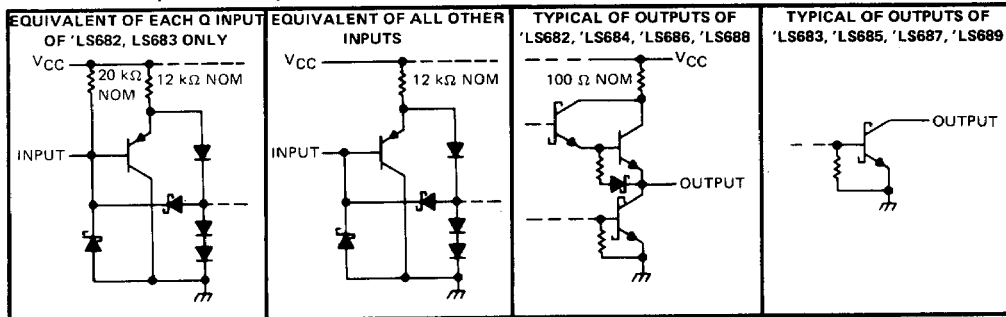 EQUIVALENT OF EACH Q INPUT
OF 'LS682, LS683 ONLY
VCC
20 kΩ
NOM
12 kΩ NOM
INPUT
EQUIVALENT OF ALL OTHER
INPUTS
VCC
12 kΩ NOM
INPUT
TYPICAL OF OUTPUTS OF
'LS682, 'LS684, 'LS686, 'LS688
VCC
100 Ω NOM
OUTPUT
TYPICAL OF OUTPUTS OF
'LS683, 'LS685, 'LS687, 'LS689
OUTPUT